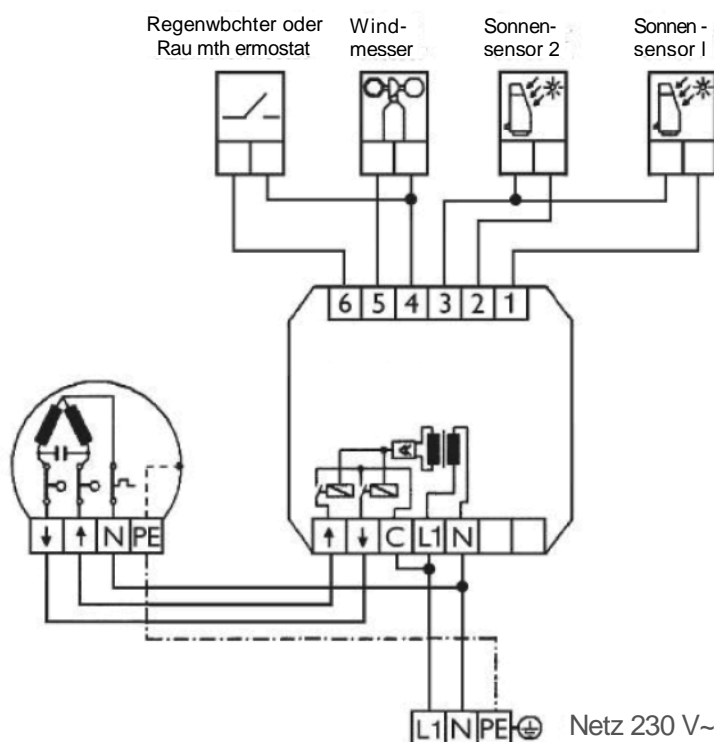 Regenwbchter oder
Rau mth ermostat
Wind-
messer
Sonnen-
sensor 2
Sonnen -
sensor I
6 5 4 3 2 1
↓ ↑ N PE
↑ ↓ C L1 N
L1 N PE
Netz 230 V~